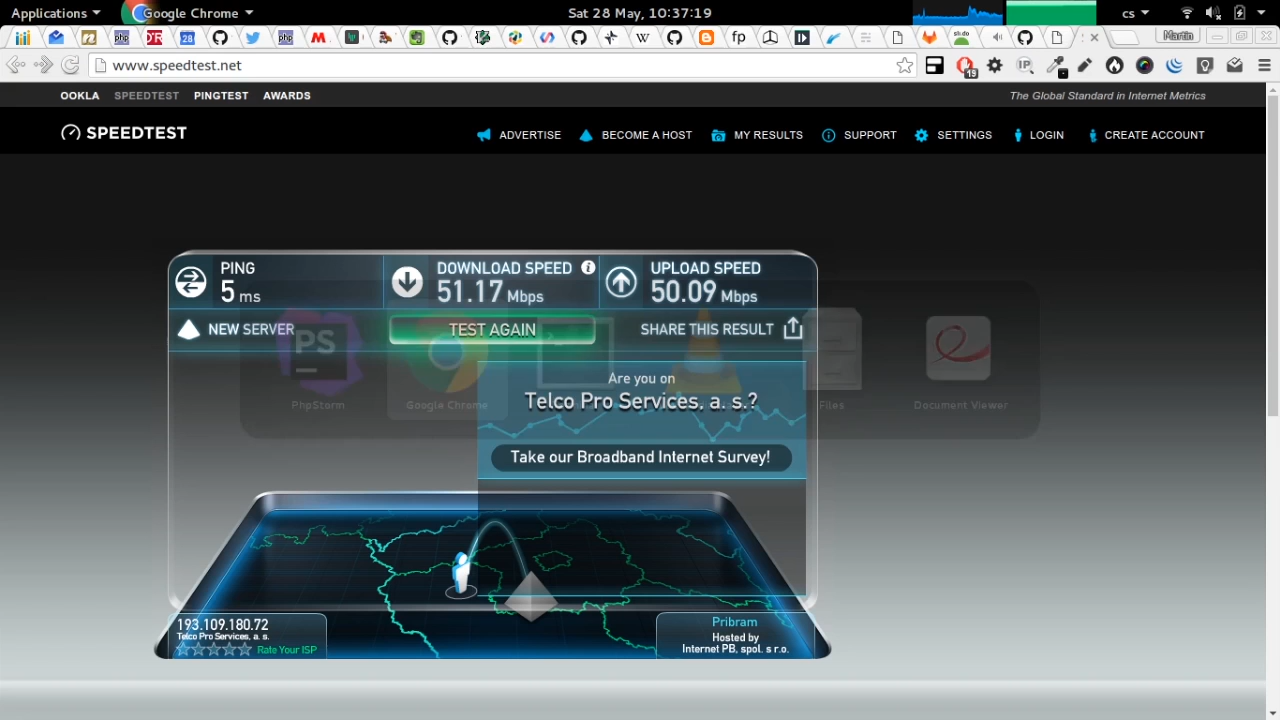 Applications
Google Chrome
Sat 28 May, 10:37:19
cs
Martin
www.speedtest.net
19
OOKLA SPEEDTEST PINGTEST AWARDS
The Global Standard in Internet Metrics
SPEEDTEST
ADVERTISE BECOME A HOST MY RESULTS SUPPORT SETTINGS LOGIN CREATE ACCOUNT
PING
5 ms
DOWNLOAD SPEED
51.17 Mbps
UPLOAD SPEED
50.09 Mbps
NEW SERVER
TEST AGAIN
SHARE THIS RESULT
PS
Are you on
Telco Pro Services, a. s.?
PhpStorm
Google Chrome
Files
Document Viewer
Take our Broadband Internet Survey!
193.109.180.72
Telco Pro Services, a. s.
Rate Your ISP
Pribram
Hosted by
Internet PB, spol. s r.o.